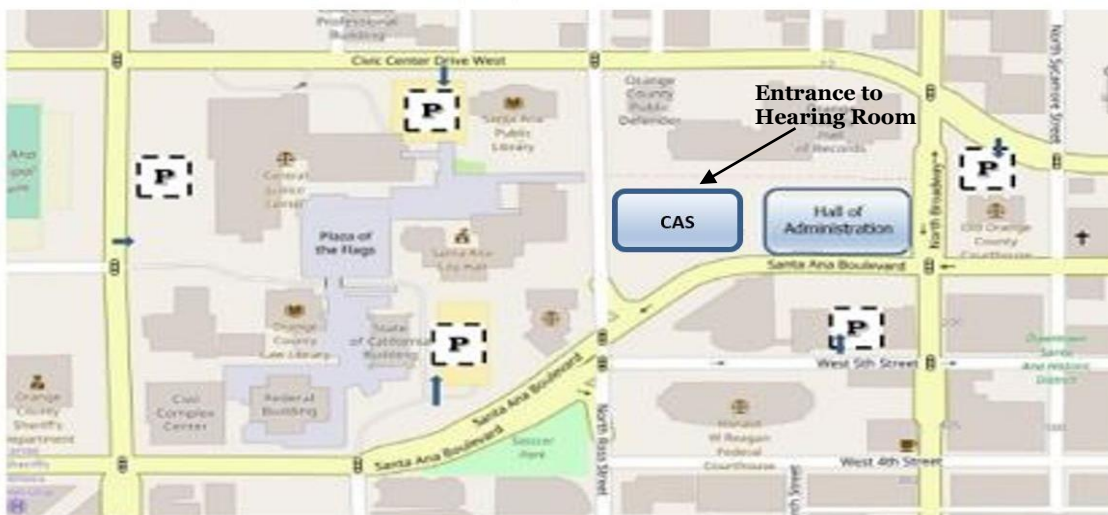 Professional
Building
Civic Center Drive West
P
Santa Ana
Public
Library
Orange
County
Public
Defender
Entrance to
Hearing Room
Hall
of Records
North Sycamore Street
P
P
Central
Justice
Center
CAS
Hall of
Administration
North Broadway
Old Orange
County
Courthouse
Plaza of
the Flags
Santa Ana
City Hall
Santa Ana Boulevard
P
Orange
County
Law Library
State
of California
Building
P
West 5th Street
Downtown
Santa
Ana Historic
District
Orange
County
Sheriff's
Department
Civic
Complex
Center
Federal
Building
Santa Ana Boulevard
Santa Ana Boulevard
North Ross Street
Ronald
W Reagan
Federal
Courthouse
West 4th Street